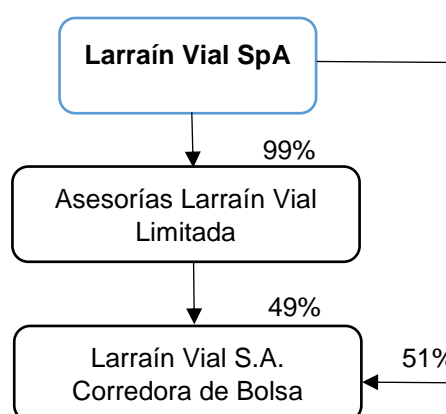 Larraín Vial SpA
99%
Asesorías Larraín Vial
Limitada
49%
Larraín Vial S.A.
Corredora de Bolsa
51%